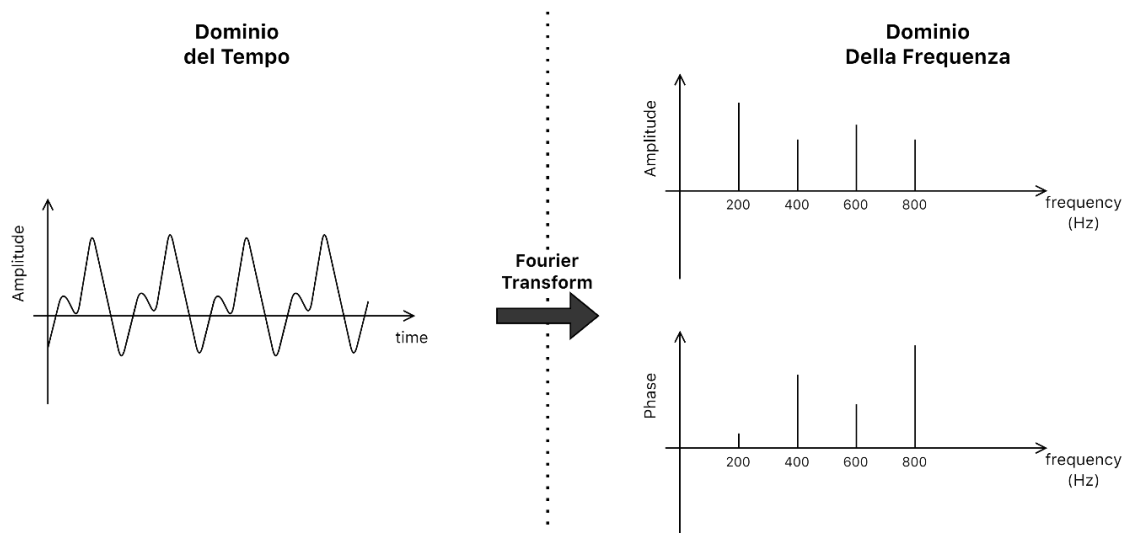 Dominio
del Tempo
Amplitude
time
Fourier
Transform
Dominio
Della Frequenza
Amplitude
200 400 600 800
frequency
(Hz)
Phase
200 400 600 800
frequency
(Hz)